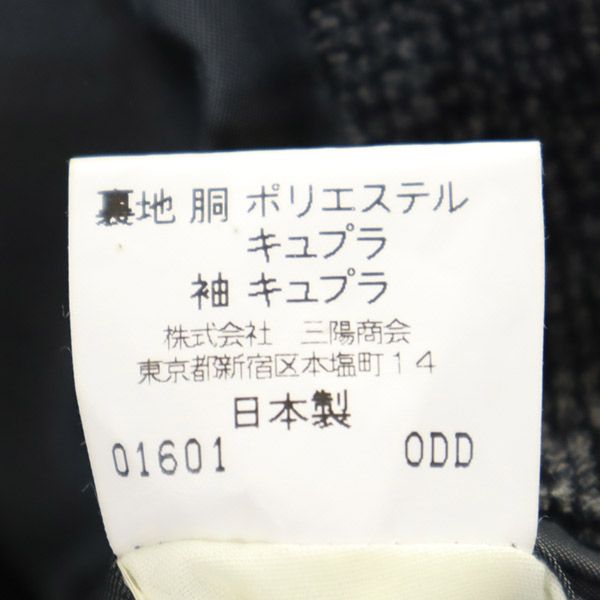 裏地 胴 ポリエステル
キュプラ
袖 キュプラ
株式会社 三陽商会
東京都新宿区本塩町14
日本製
01601 ODD